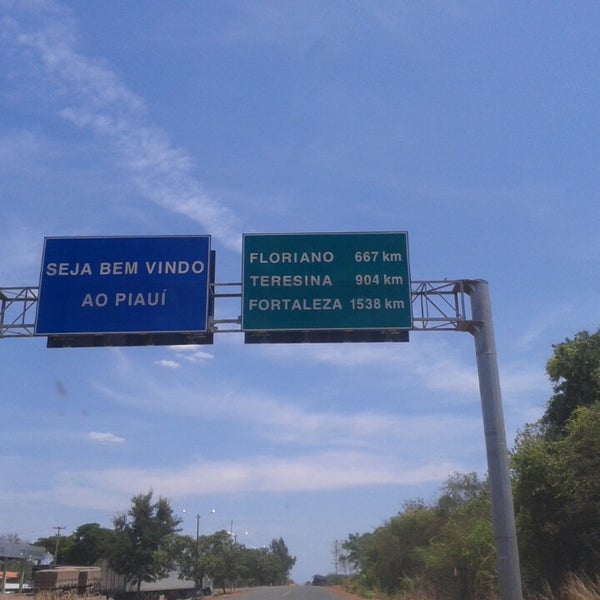 SEJA BEM VINDO
AO PIAUÍ
FLORIANO 667 km
TERESINA 904 km
FORTALEZA 1538 km